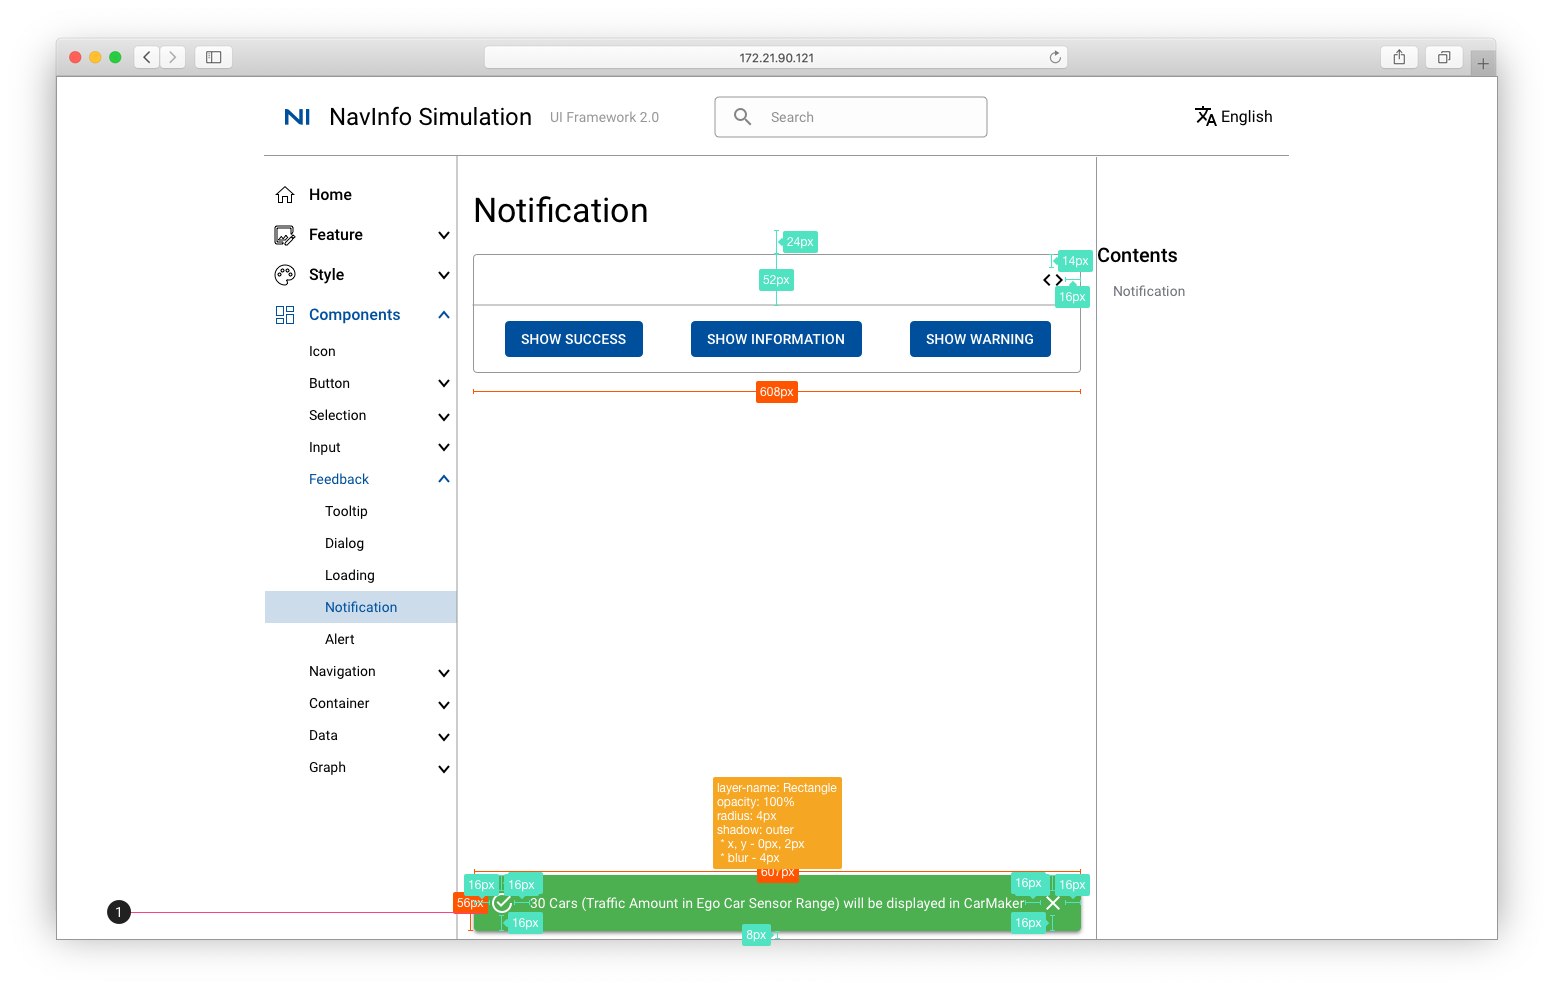 172.21.90.121
NI NavInfo Simulation UI Framework 2.0 Search English
Home
Feature
Style
Components
Icon
Button
Selection
Input
Feedback
Tooltip
Dialog
Loading
Notification
Alert
Navigation
Container
Data
Graph
Notification
24px
14px
52px
16px
SHOW SUCCESS SHOW INFORMATION SHOW WARNING
608px
Contents
Notification
layer-name: Rectangle
opacity: 100%
radius: 4px
shadow: outer
* x, y - 0px, 2px
* blur - 4px
607px
16px 16px 16px 16px
56px 30 Cars (Traffic Amount in Ego Car Sensor Range) will be displayed in CarMaker
16px 16px
8px
1